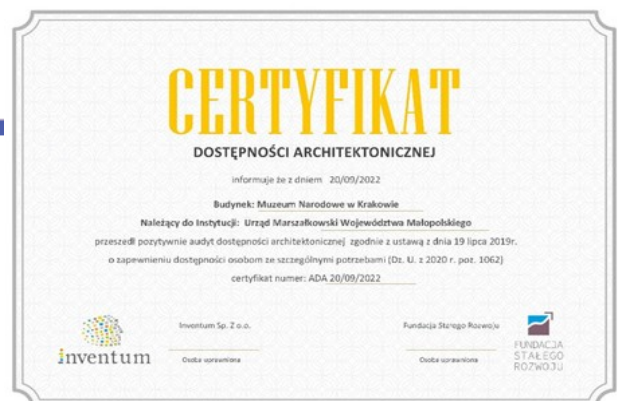 CERTYFIKAT
DOSTĘPNOŚCI ARCHITEKTONICZNEJ
informuje że z dniem 20/09/2022
Budynek: Muzeum Narodowe w Krakowie
Należący do Instytucji: Urząd Marszałkowski Województwa Małopolskiego
przeszedł pozytywnie audyt dostępności architektonicznej zgodnie z ustawą z dnia 19 lipca 2019r.
o zapewnieniu dostępności osobom ze szczególnymi potrzebami (Dz. U. z 2020 r. poz. 1062)
certyfikat numer: ADA 20/09/2022
Inventum Sp. Z o.o. Fundacja Stałego Rozwoju
inventum Osoba uprawniona Osoba uprawniona FUNDACJA
STAŁEGO
ROZWOJU